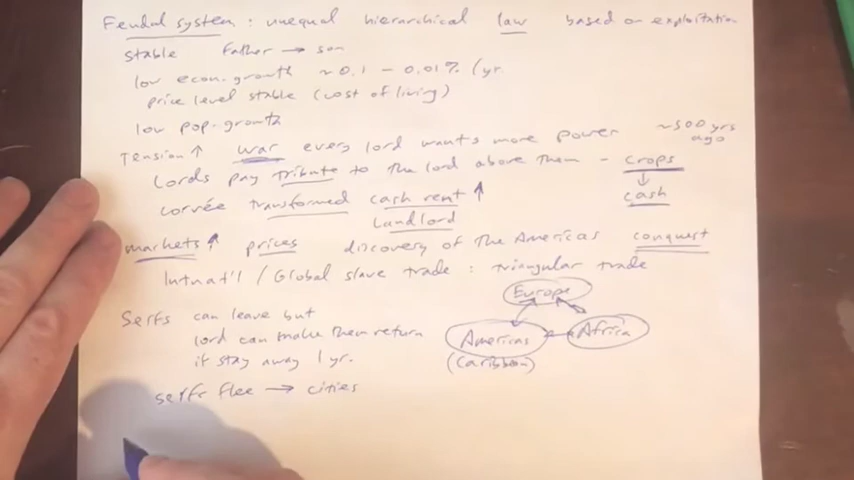 Feudal system : unequal hierarchical law based on exploitation
stable Father → son
low econ. growth ~0.1 – 0.01% (yr.
price level stable (cost of living)
low pop. growth
Tension ↑ war every lord wants more power ~500 yrs ago
Lords pay tribute to the lord above them – crops
↓
corvée transformed cash rent ↑ cash
Landlord
markets ↑ prices discovery of the Americas conquest
Intnat'l / Global slave trade : triangular trade
Europe
Serfs can leave but
lord can make them return Americas Africa
if stay away 1 yr. (Caribbean)
serfs flee → cities